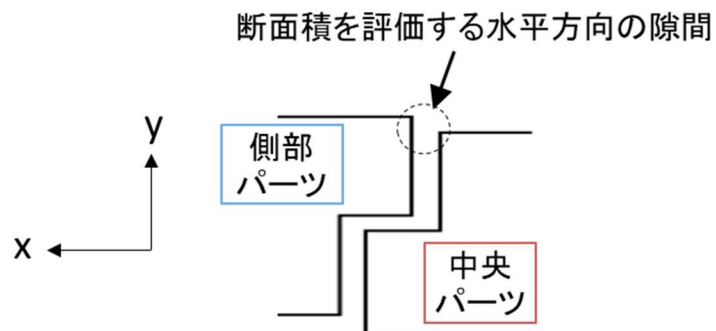 断面積を評価する水平方向の隙間
y
側部
パーツ
x
中央
パーツ